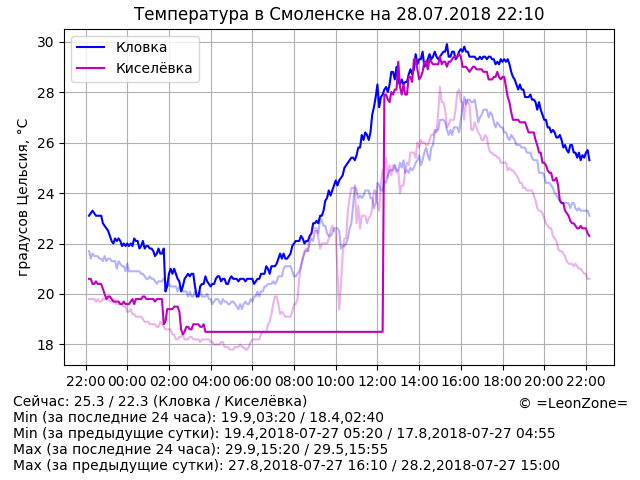 Температура в Смоленске на 28.07.2018 22:10
Кловка
Киселёвка
градусов Цельсия, °C
30
28
26
24
22
20
18
22:00 00:00 02:00 04:00 06:00 08:00 10:00 12:00 14:00 16:00 18:00 20:00 22:00
Сейчас: 25.3 / 22.3 (Кловка / Киселёвка)
© =LeonZone=
Min (за последние 24 часа): 19.9,03:20 / 18.4,02:40
Min (за предыдущие сутки): 19.4,2018-07-27 05:20 / 17.8,2018-07-27 04:55
Max (за последние 24 часа): 29.9,15:20 / 29.5,15:55
Max (за предыдущие сутки): 27.8,2018-07-27 16:10 / 28.2,2018-07-27 15:00